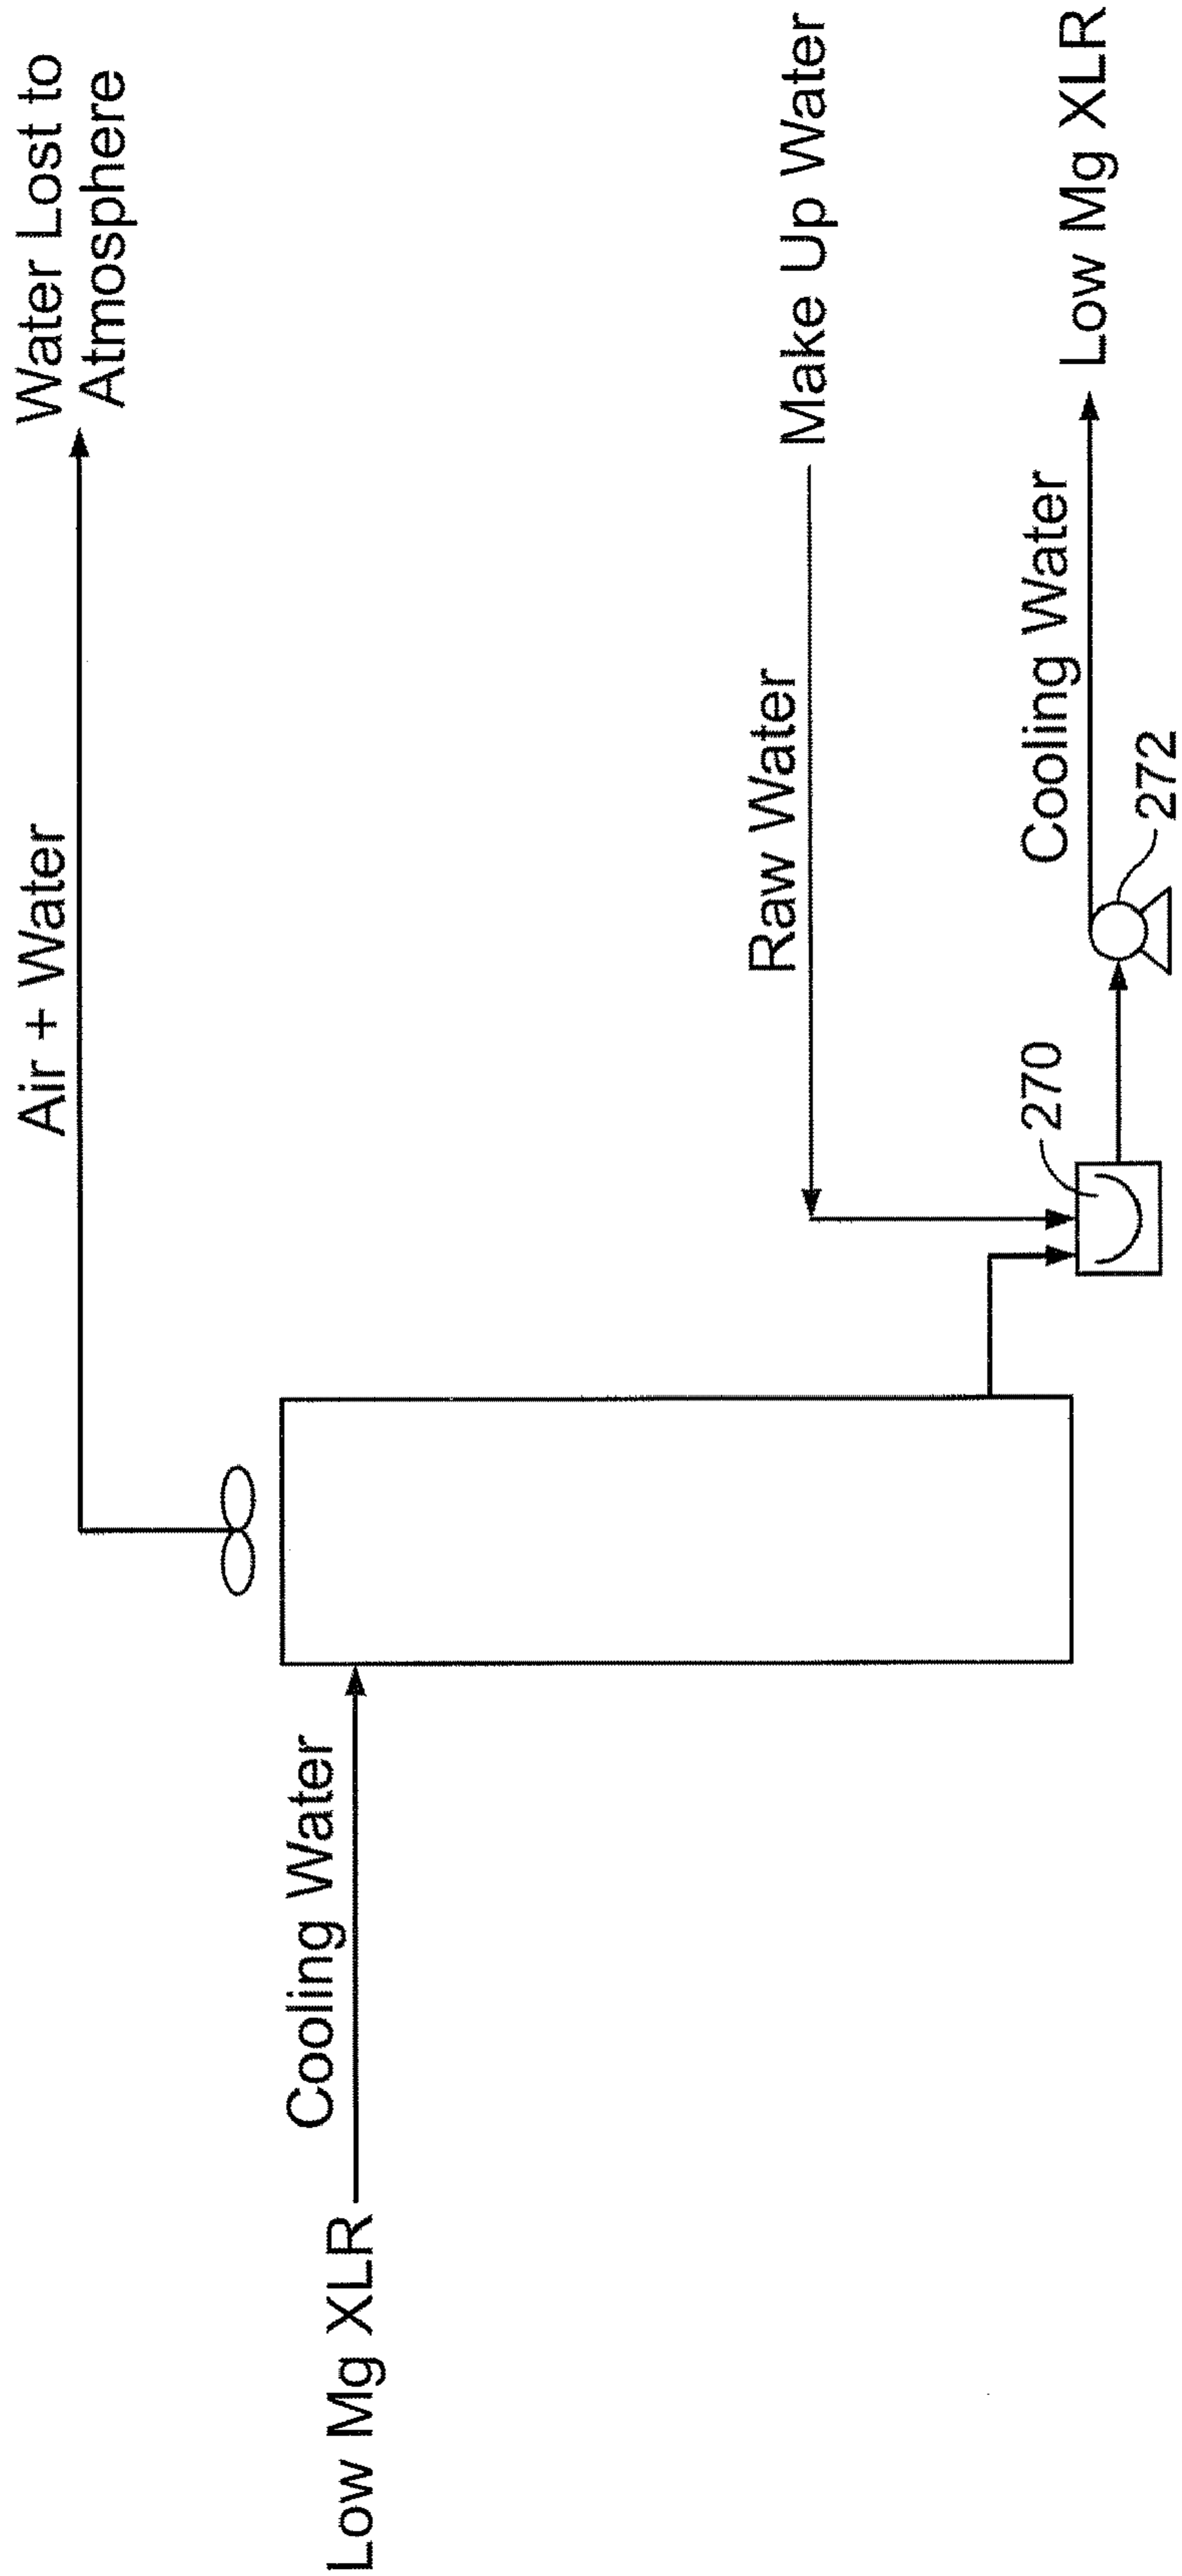 Water Lost to
Atmosphere
Air + Water
Low Mg XLR
Cooling Water
Raw Water
Make Up Water
270
Cooling Water
Low Mg XLR
272